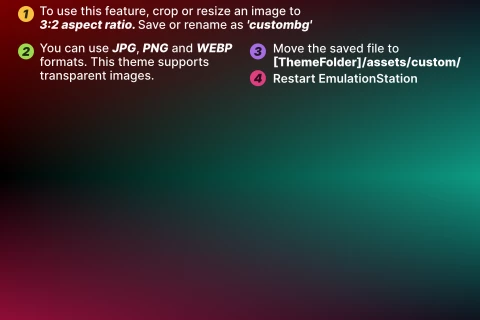 1 To use this feature, crop or resize an image to
3:2 aspect ratio. Save or rename as 'custombg'
2 You can use JPG, PNG and WEBP
formats. This theme supports
transparent images.
3 Move the saved file to
[ThemeFolder]/assets/custom/
4 Restart EmulationStation